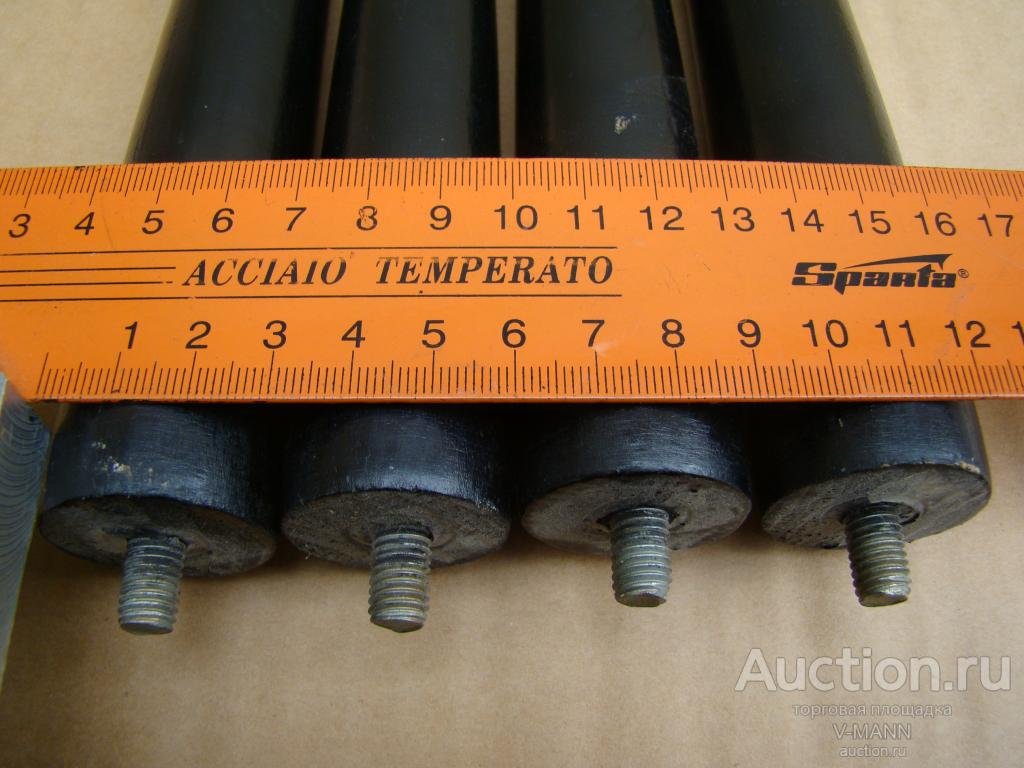 3 4 5 6 7 8 9 10 11 12 13 14 15 16 17
ACCIAIO TEMPERATO
Sparta®
1 2 3 4 5 6 7 8 9 10 11 12 1
Auction.ru
торговая площадка
V-MANN
auction.ru